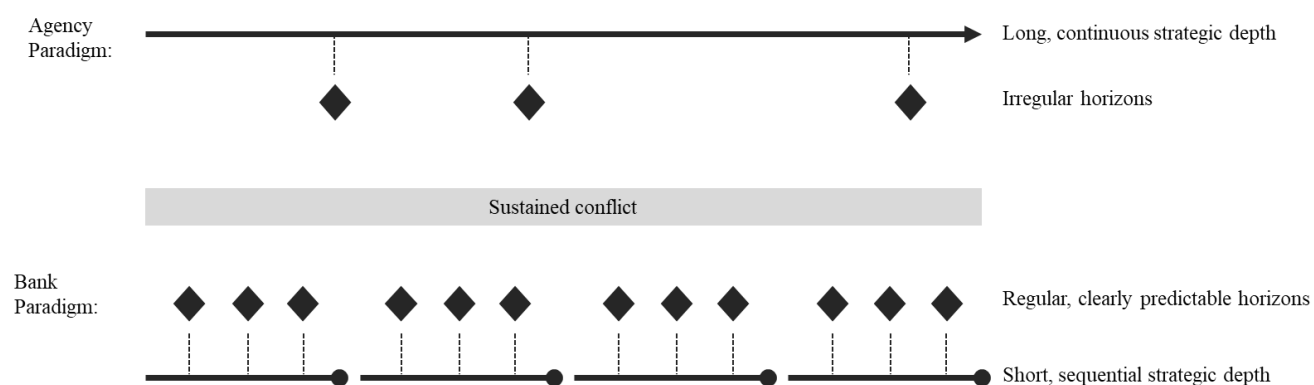 Agency
Paradigm:
Long, continuous strategic depth
Irregular horizons
Sustained conflict
Bank
Paradigm:
Regular, clearly predictable horizons
Short, sequential strategic depth